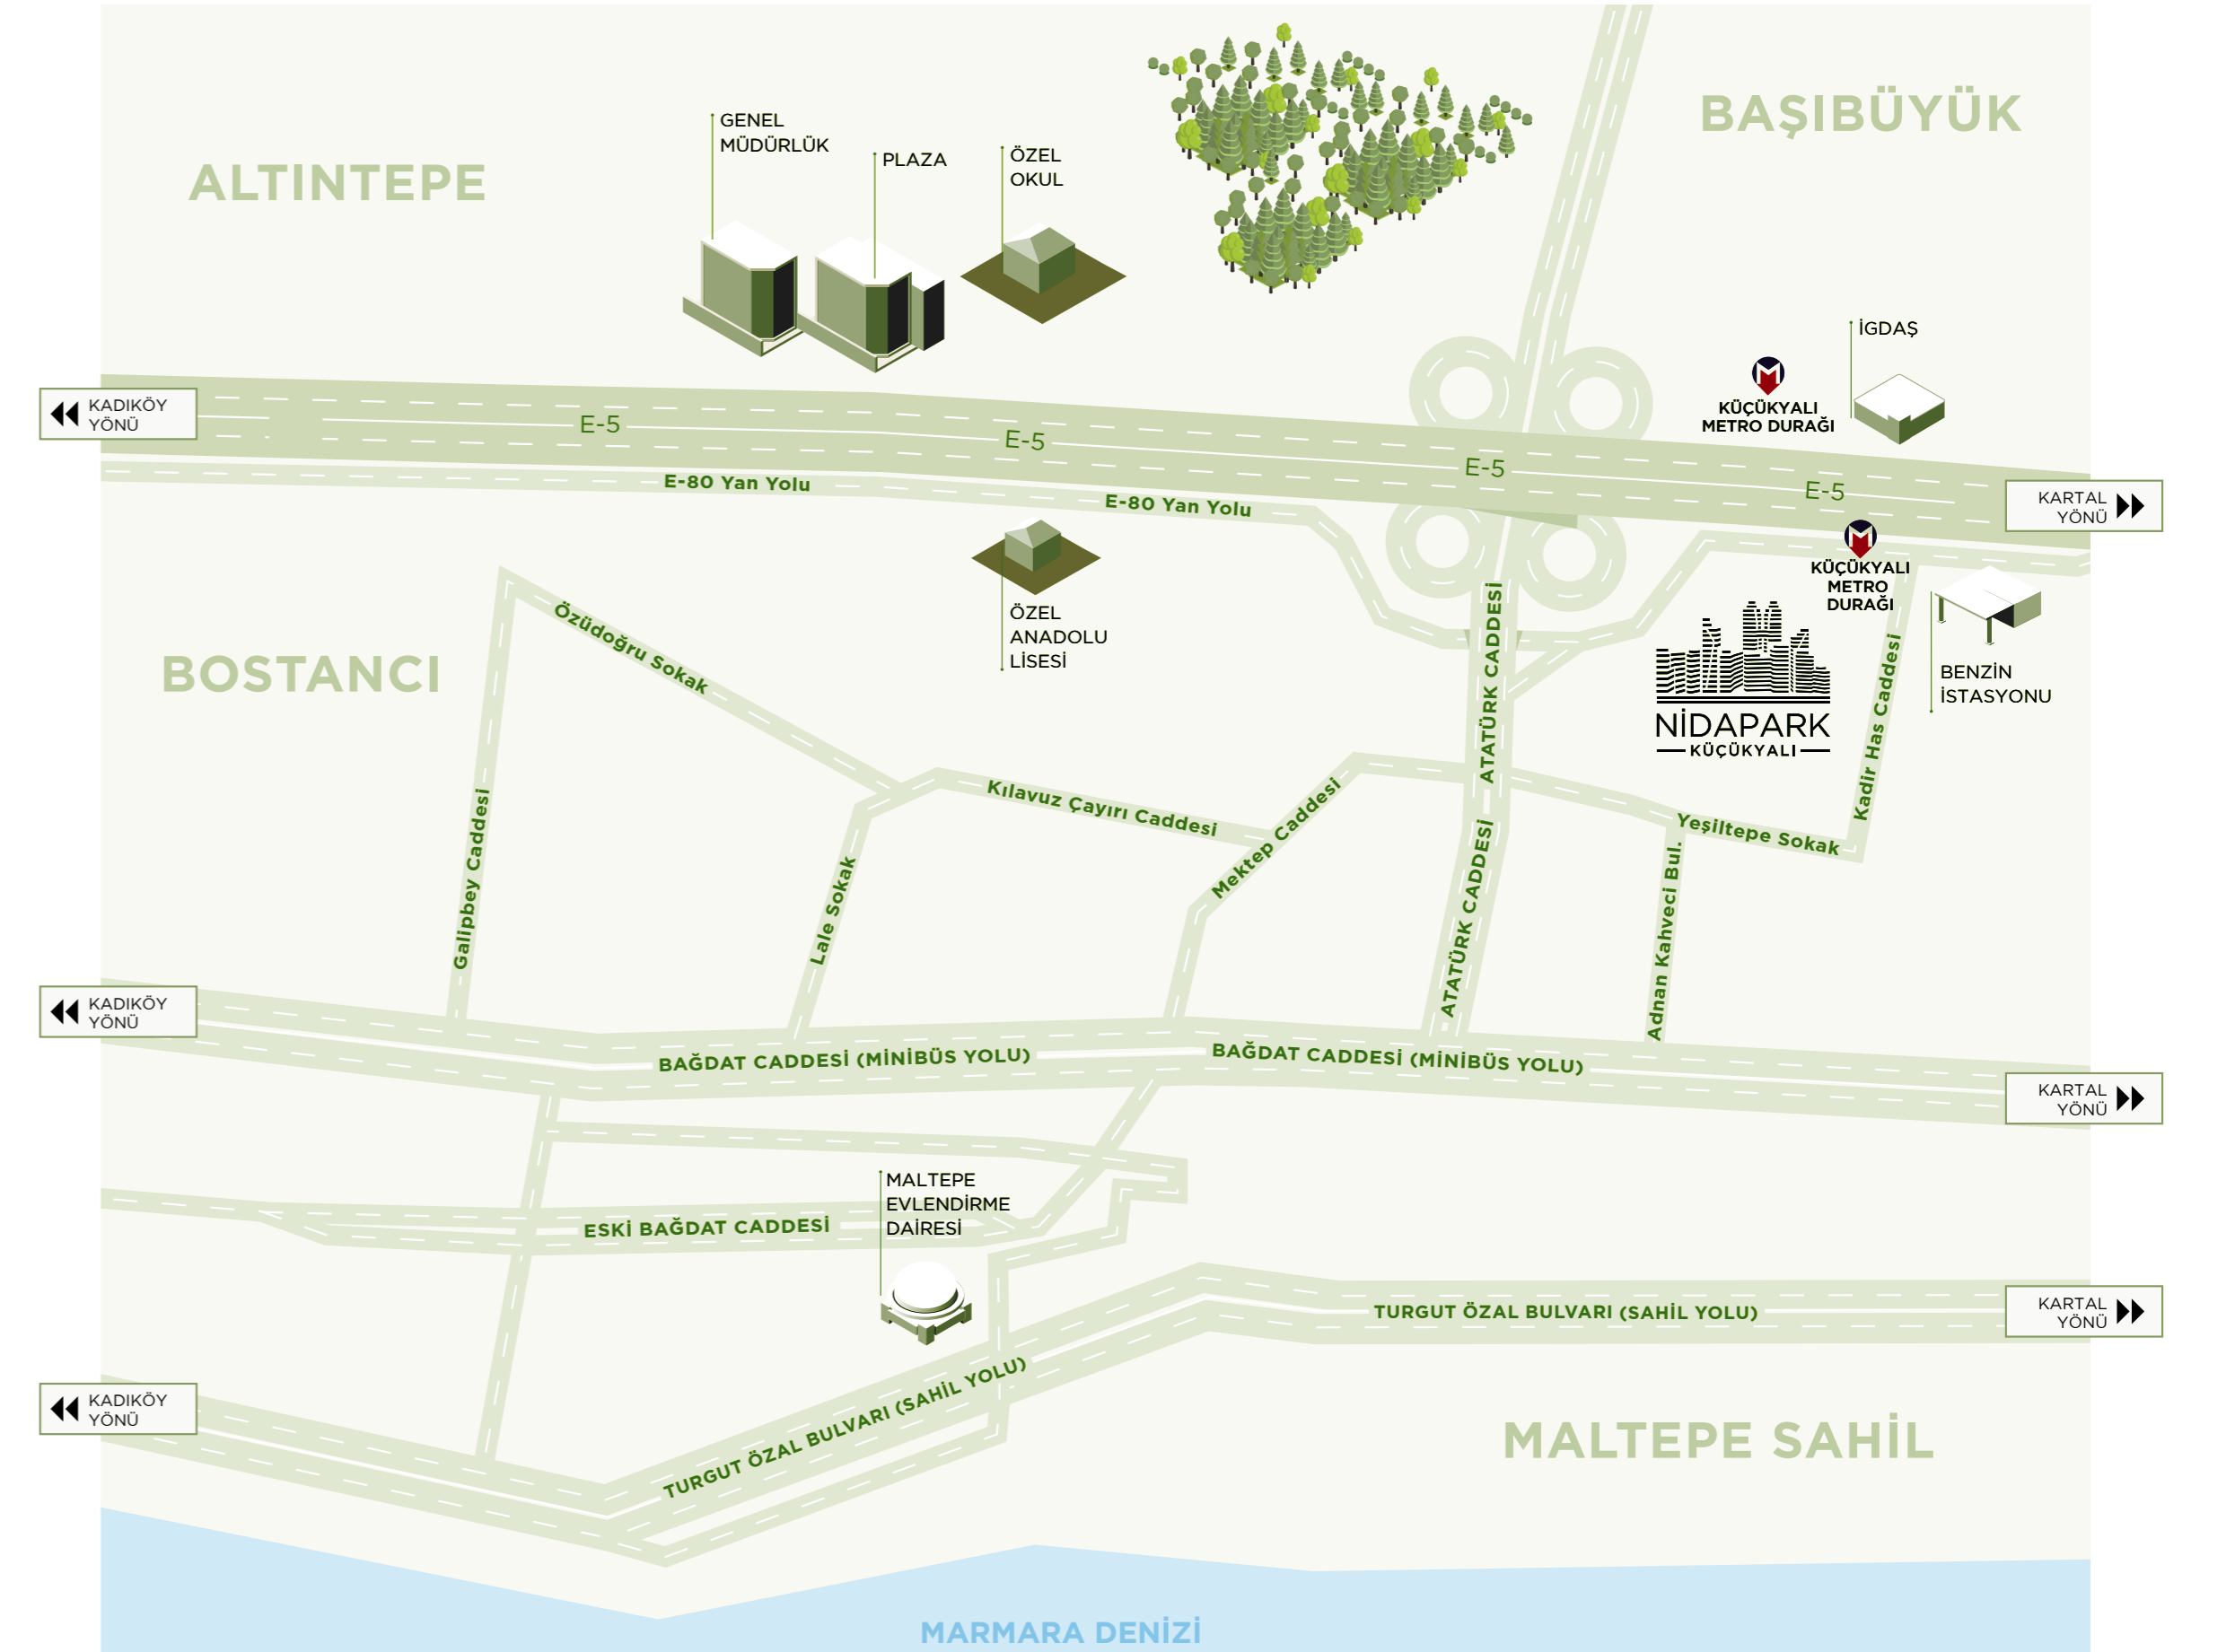 BAŞIBÜYÜK
GENEL
MÜDÜRLÜK
PLAZA
ÖZEL
OKUL
ALTINTEPE
İGDAŞ
KÜÇÜKYALI
METRO DURAĞI
KADIKÖY
YÖNÜ
E-5
E-5
E-5
E-5
KARTAL
YÖNÜ
E-80 Yan Yolu
E-80 Yan Yolu
KÜÇÜKYALI
METRO
DURAĞI
ÖZEL
ANADOLU
LİSESİ
BOSTANCI
Özüdoğru Sokak
ATATÜRK CADDESİ
NİDAPARK
KÜÇÜKYALI
Kadir Has Caddesi
BENZİN
İSTASYONU
Galipbey Caddesi
Kılavuz Çayırı Caddesi
Mektep Caddesi
Yeşiltepe Sokak
Lale Sokak
ATATÜRK CADDESİ
Adnan Kahveci Bul.
KADIKÖY
YÖNÜ
BAĞDAT CADDESİ (MİNİBÜS YOLU)
BAĞDAT CADDESİ (MİNİBÜS YOLU)
KARTAL
YÖNÜ
MALTEPE
EVLENDİRME
DAİRESİ
ESKİ BAĞDAT CADDESİ
TURGUT ÖZAL BULVARI (SAHİL YOLU)
KARTAL
YÖNÜ
KADIKÖY
YÖNÜ
TURGUT ÖZAL BULVARI (SAHİL YOLU)
MALTEPE SAHİL
MARMARA DENİZİ